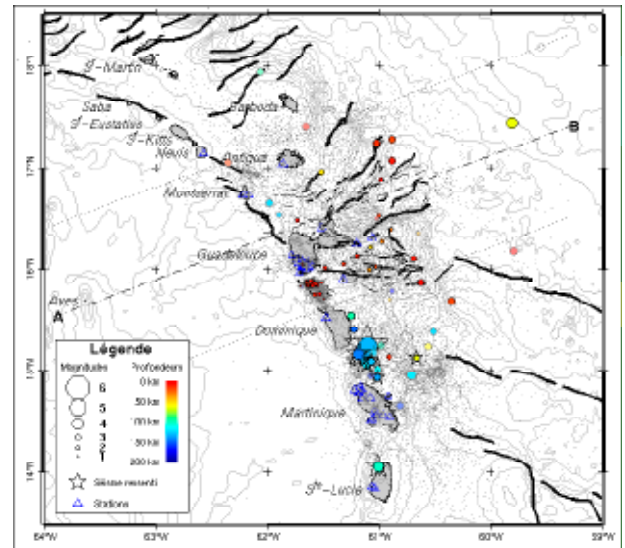 18°N
Sᵗ-Martin
Saba
Barbuda
Sᵗ-Eustatius
Sᵗ-Kitts
B
17°N
Nevis
Antigua
Montserrat
Guadeloupe
16°N
Aves
A
Dominique
15°N
Légende
Magnitudes
Profondeurs
0 km
6
50 km
5
4
100 km
3
2
1
200 km
Martinique
14°N
Séisme ressenti
Sᵗᵉ-Lucie
Stations
64°W
63°W
62°W
61°W
60°W
59°W